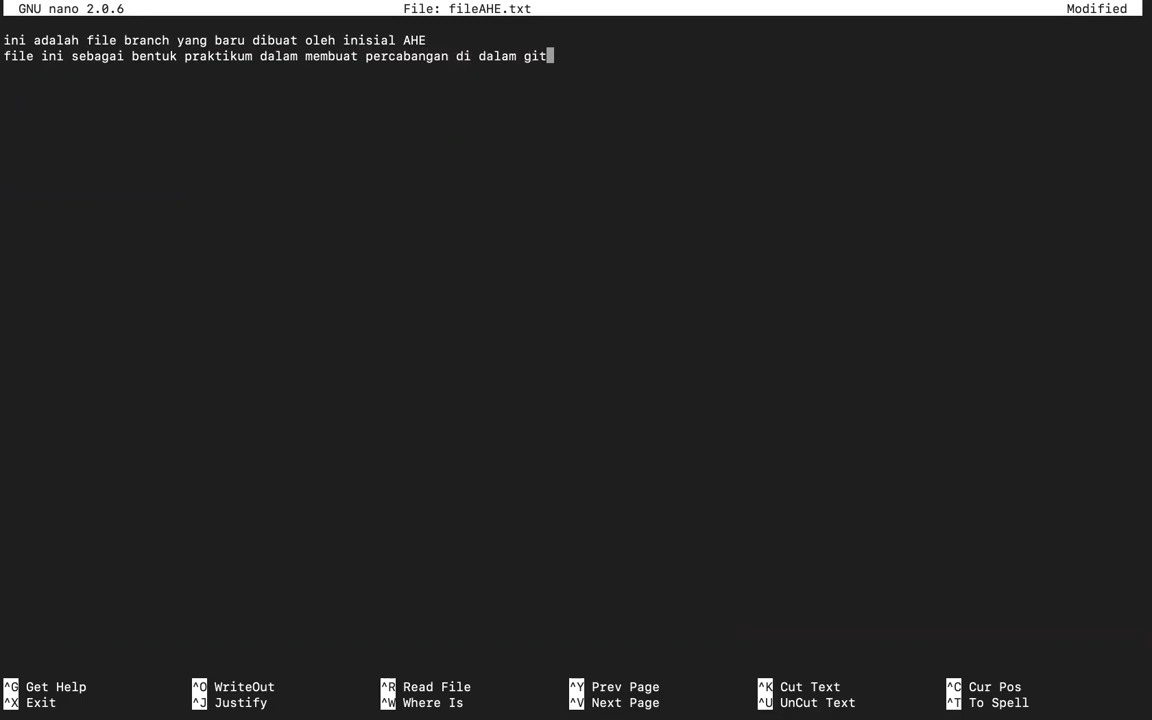 GNU nano 2.0.6 File: fileAHE.txt Modified
ini adalah file branch yang baru dibuat oleh inisial AHE
file ini sebagai bentuk praktikum dalam membuat percabangan di dalam git
^G Get Help ^O WriteOut ^R Read File ^Y Prev Page ^K Cut Text ^C Cur Pos
^X Exit ^J Justify ^W Where Is ^V Next Page ^U UnCut Text ^T To Spell